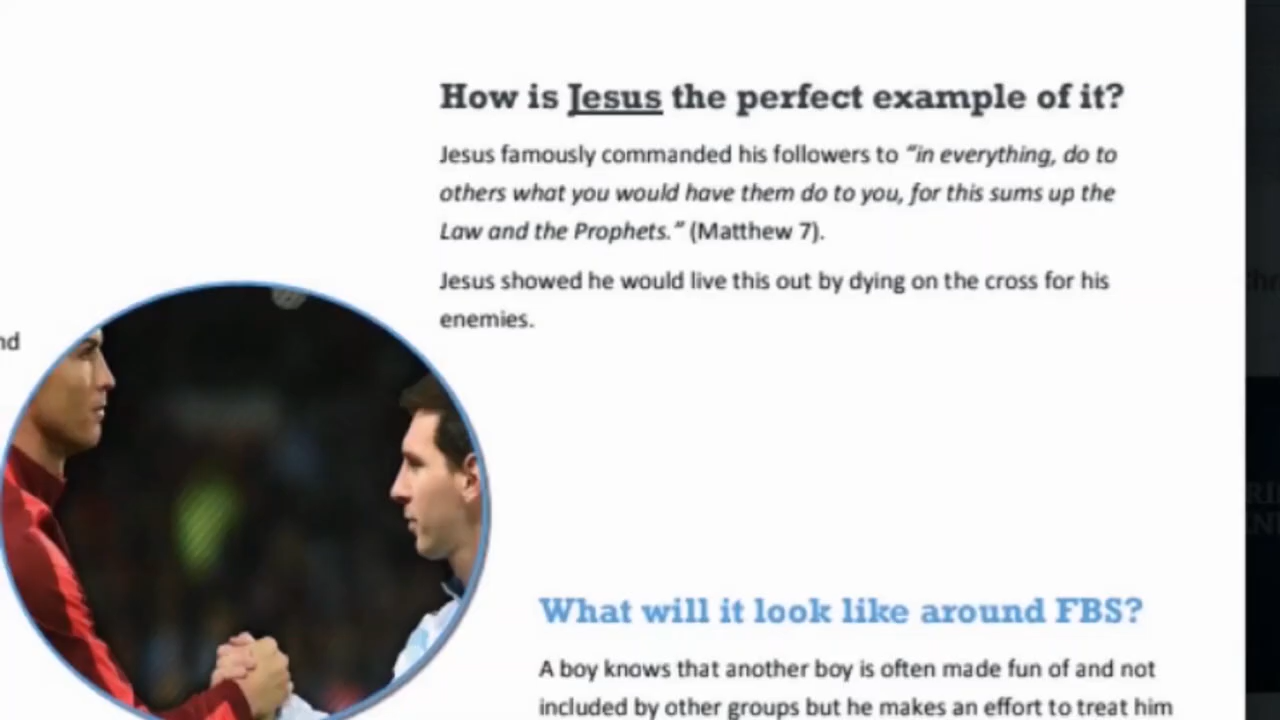 How is Jesus the perfect example of it?
Jesus famously commanded his followers to "in everything, do to
others what you would have them do to you, for this sums up the
Law and the Prophets." (Matthew 7).
Jesus showed he would live this out by dying on the cross for his
enemies.
nd
What will it look like around FBS?
A boy knows that another boy is often made fun of and not
included by other groups but he makes an effort to treat him